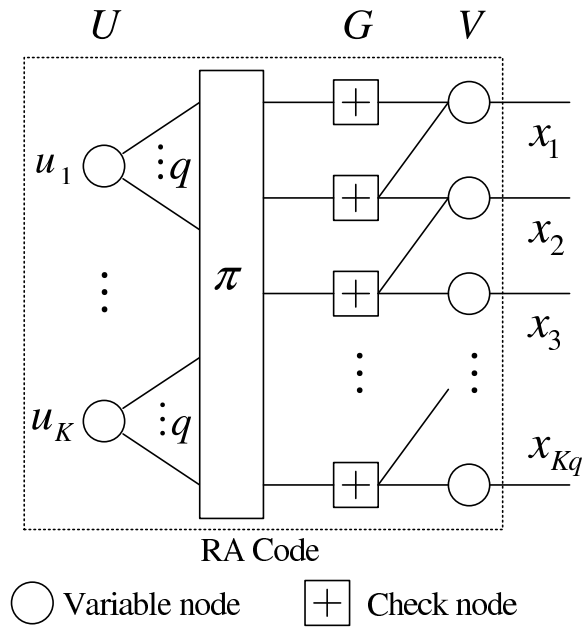 U G V
u1 ⋮q
x1
x2
π
⋮
x3
⋮ ⋮
uK ⋮q
xKq
RA Code
Variable node + Check node